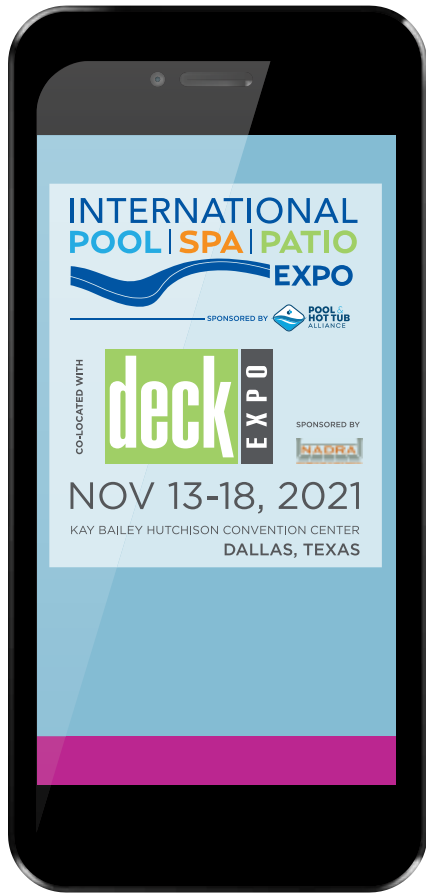 INTERNATIONAL
POOL | SPA | PATIO
EXPO
SPONSORED BY
POOL &
HOT TUB
ALLIANCE
CO-LOCATED WITH
deck
EXPO
SPONSORED BY
NADRA
NOV 13-18, 2021
KAY BAILEY HUTCHISON CONVENTION CENTER
DALLAS, TEXAS